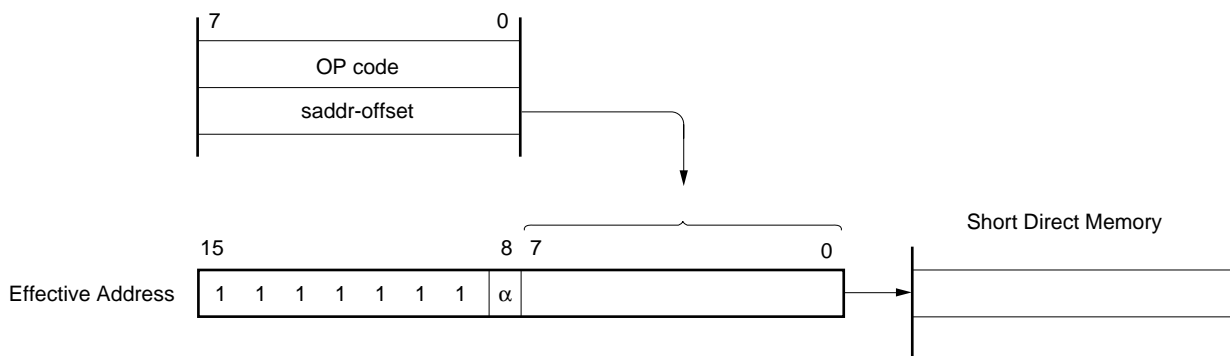 7 0
OP code
saddr-offset
Short Direct Memory
15 8 7 0
Effective Address 1 1 1 1 1 1 1 α